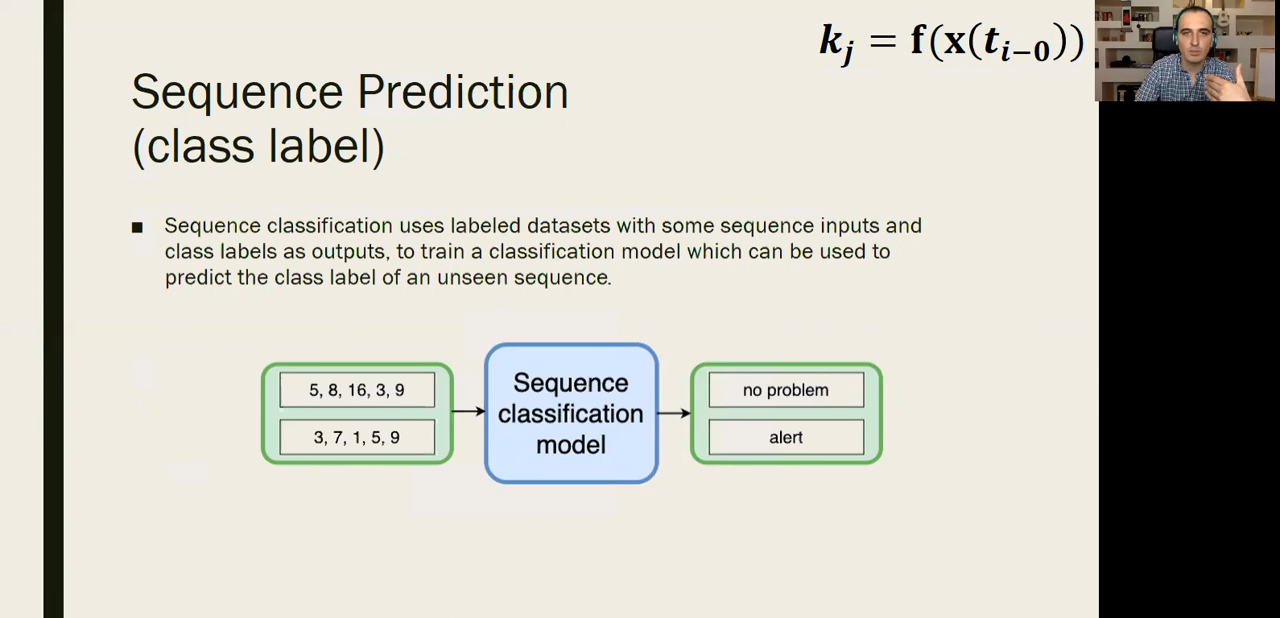 k_j = f(x(t_{i-0}))
Sequence Prediction
(class label)
■ Sequence classification uses labeled datasets with some sequence inputs and
class labels as outputs, to train a classification model which can be used to
predict the class label of an unseen sequence.
5, 8, 16, 3, 9
3, 7, 1, 5, 9
Sequence
classification
model
no problem
alert